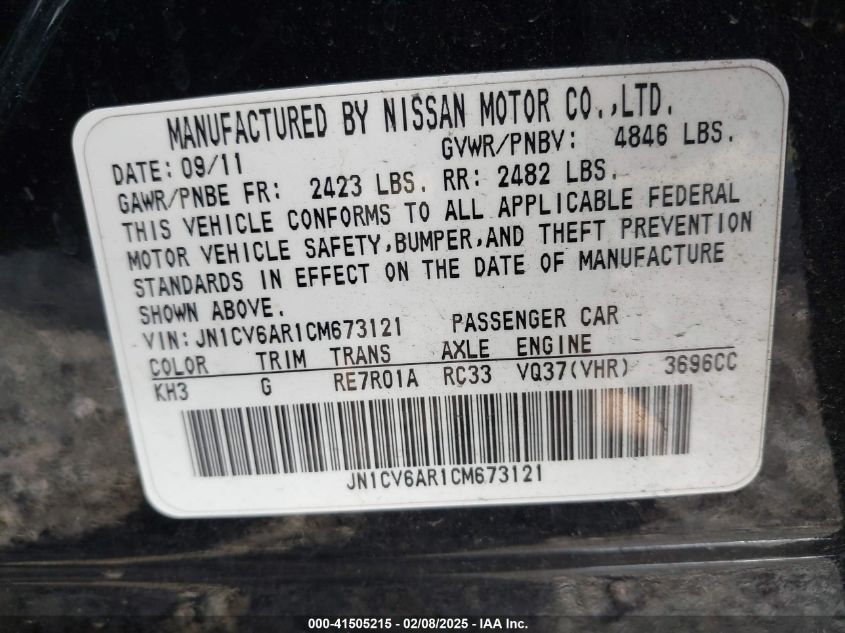 MANUFACTURED BY NISSAN MOTOR CO.,LTD.
DATE: 09/11 GVWR/PNBV: 4846 LBS.
GAWR/PNBE FR: 2423 LBS. RR: 2482 LBS.
THIS VEHICLE CONFORMS TO ALL APPLICABLE FEDERAL
MOTOR VEHICLE SAFETY,BUMPER,AND THEFT PREVENTION
STANDARDS IN EFFECT ON THE DATE OF MANUFACTURE
SHOWN ABOVE.
VIN:JN1CV6AR1CM673121 PASSENGER CAR
COLOR TRIM TRANS AXLE ENGINE
KH3 G RE7R01A RC33 VQ37(VHR) 3696CC
JN1CV6AR1CM673121
000-41505215 - 02/08/2025 - IAA Inc.